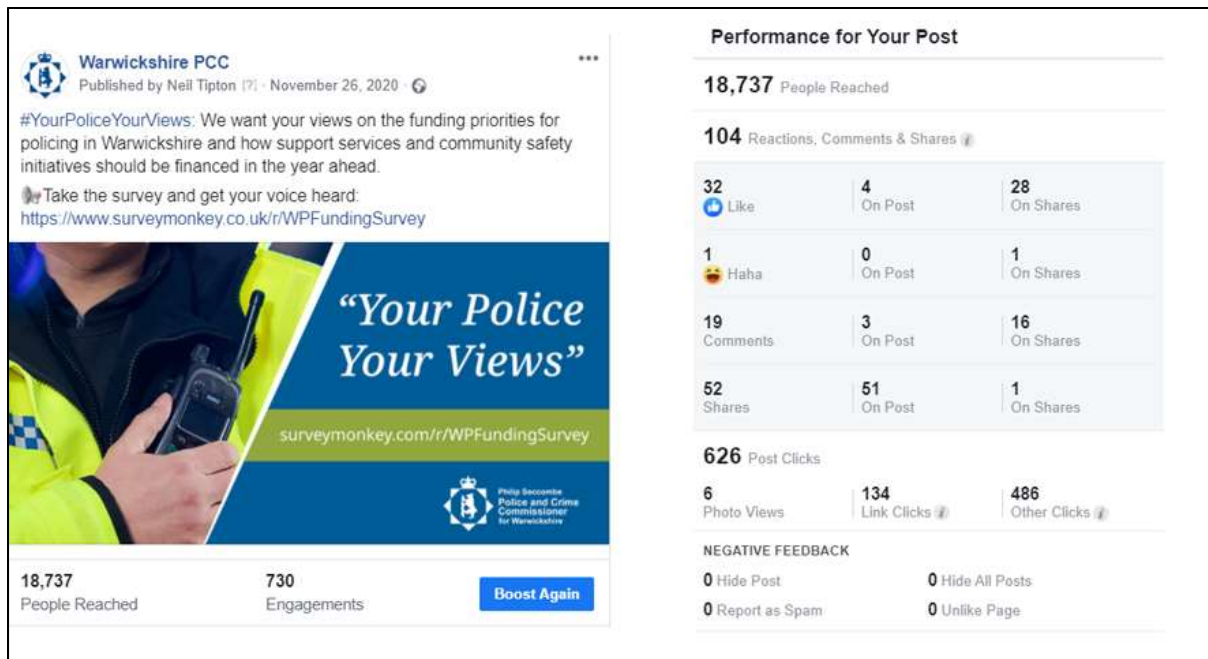 Warwickshire PCC
Published by Neil Tipton [?] · November 26, 2020 ·
#YourPoliceYourViews: We want your views on the funding priorities for
policing in Warwickshire and how support services and community safety
initiatives should be financed in the year ahead.
Take the survey and get your voice heard:
https://www.surveymonkey.co.uk/r/WPFundingSurvey
“Your Police
Your Views”
surveymonkey.com/r/WPFundingSurvey
Philip Seccombe
Police and Crime
Commissioner
for Warwickshire
18,737 730
People Reached Engagements
Boost Again
Performance for Your Post
18,737 People Reached
104 Reactions, Comments & Shares
32 4 28
Like On Post On Shares
1 0 1
Haha On Post On Shares
19 3 16
Comments On Post On Shares
52 51 1
Shares On Post On Shares
626 Post Clicks
6 134 486
Photo Views Link Clicks Other Clicks
NEGATIVE FEEDBACK
0 Hide Post 0 Hide All Posts
0 Report as Spam 0 Unlike Page